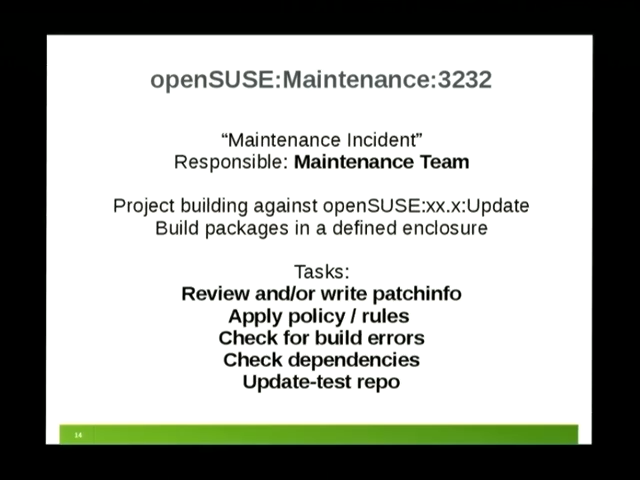 openSUSE:Maintenance:3232
“Maintenance Incident”
Responsible: Maintenance Team
Project building against openSUSE:xx.x:Update
Build packages in a defined enclosure
Tasks:
Review and/or write patchinfo
Apply policy / rules
Check for build errors
Check dependencies
Update-test repo
14